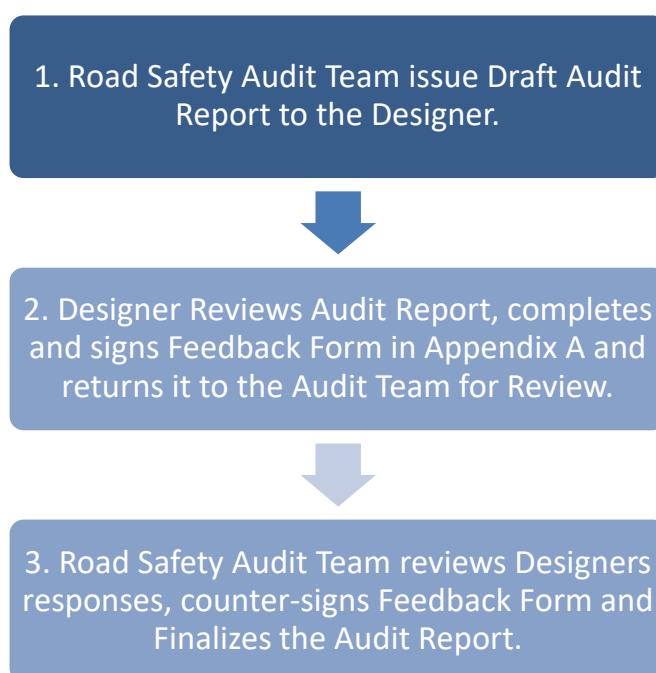 1. Road Safety Audit Team issue Draft Audit
Report to the Designer.
2. Designer Reviews Audit Report, completes
and signs Feedback Form in Appendix A and
returns it to the Audit Team for Review.
3. Road Safety Audit Team reviews Designers
responses, counter-signs Feedback Form and
Finalizes the Audit Report.